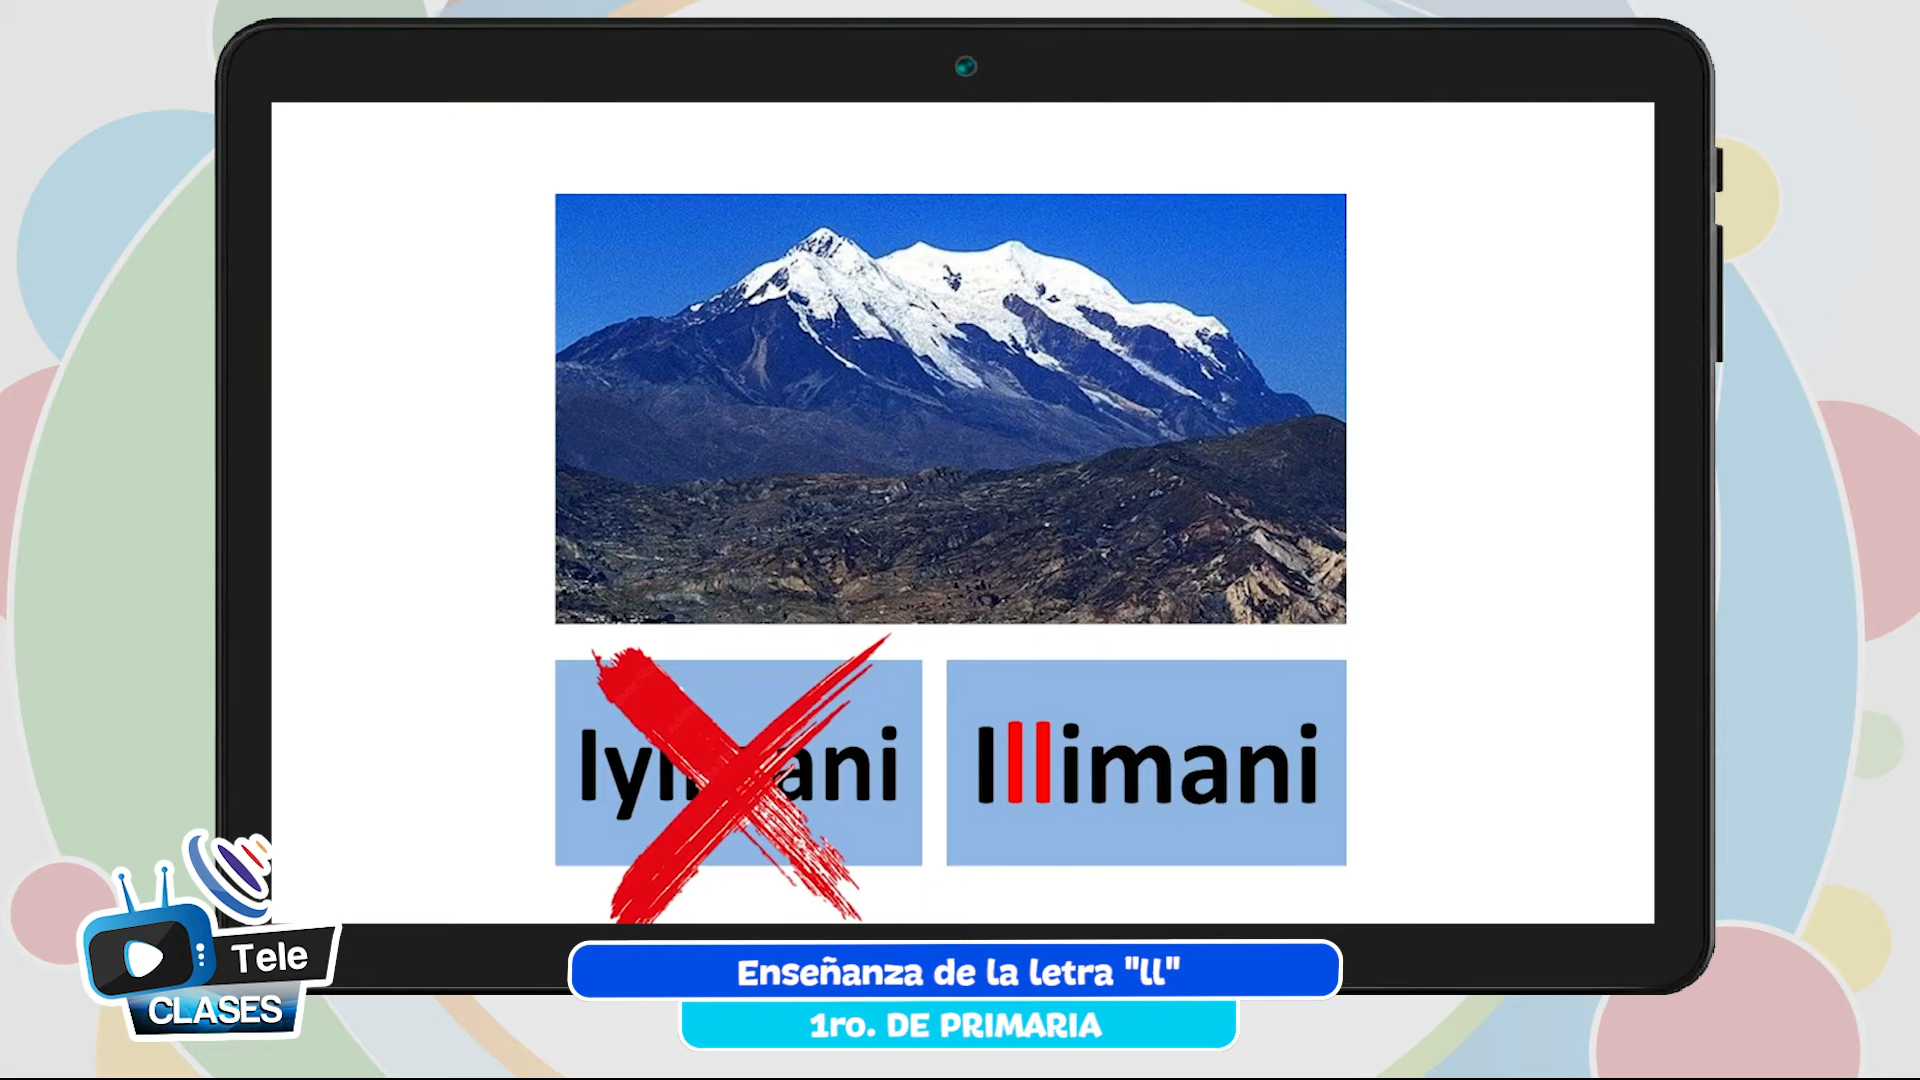 Illimani
Tele
CLASES
Enseñanza de la letra "ll"
1ro. DE PRIMARIA